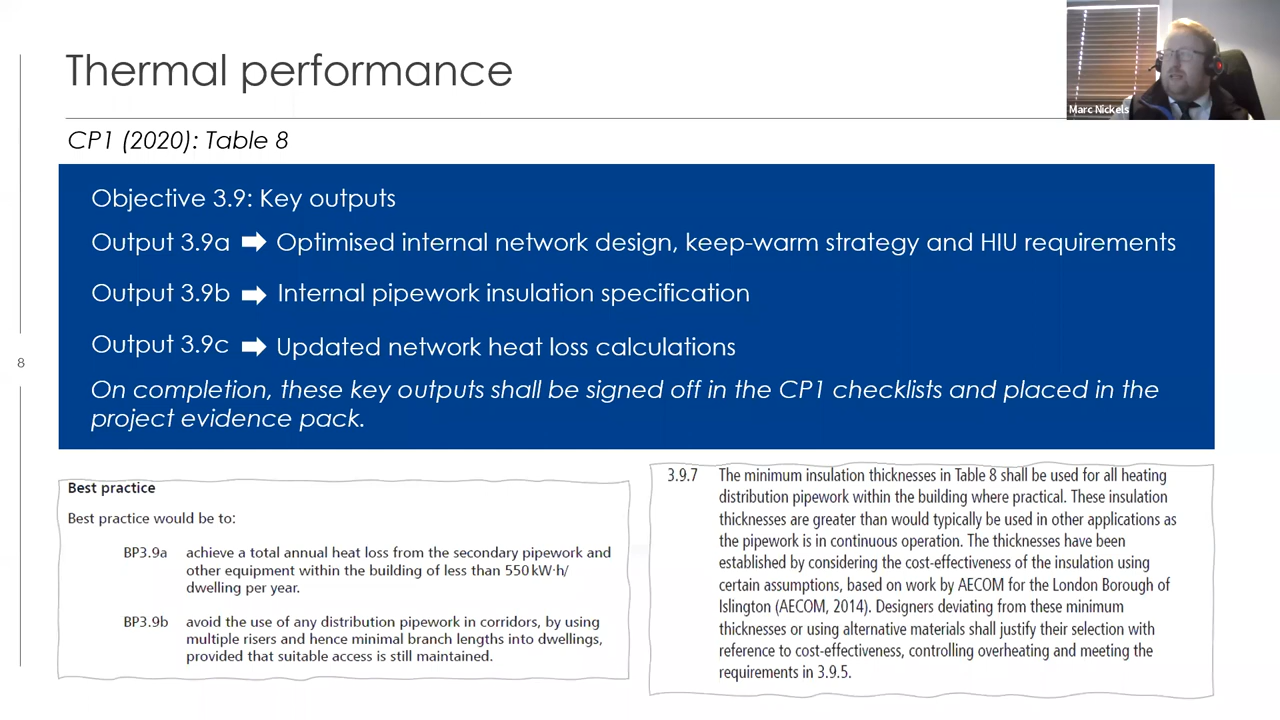 Thermal performance
Marc Nickels
CP1 (2020): Table 8
Objective 3.9: Key outputs
Output 3.9a ➡ Optimised internal network design, keep-warm strategy and HIU requirements
Output 3.9b ➡ Internal pipework insulation specification
Output 3.9c ➡ Updated network heat loss calculations
On completion, these key outputs shall be signed off in the CP1 checklists and placed in the
project evidence pack.
8
Best practice
Best practice would be to:
BP3.9a achieve a total annual heat loss from the secondary pipework and
other equipment within the building of less than 550 kW·h/
dwelling per year.
BP3.9b avoid the use of any distribution pipework in corridors, by using
multiple risers and hence minimal branch lengths into dwellings,
provided that suitable access is still maintained.
3.9.7 The minimum insulation thicknesses in Table 8 shall be used for all heating
distribution pipework within the building where practical. These insulation
thicknesses are greater than would typically be used in other applications as
the pipework is in continuous operation. The thicknesses have been
established by considering the cost-effectiveness of the insulation using
certain assumptions, based on work by AECOM for the London Borough of
Islington (AECOM, 2014). Designers deviating from these minimum
thicknesses or using alternative materials shall justify their selection with
reference to cost-effectiveness, controlling overheating and meeting the
requirements in 3.9.5.